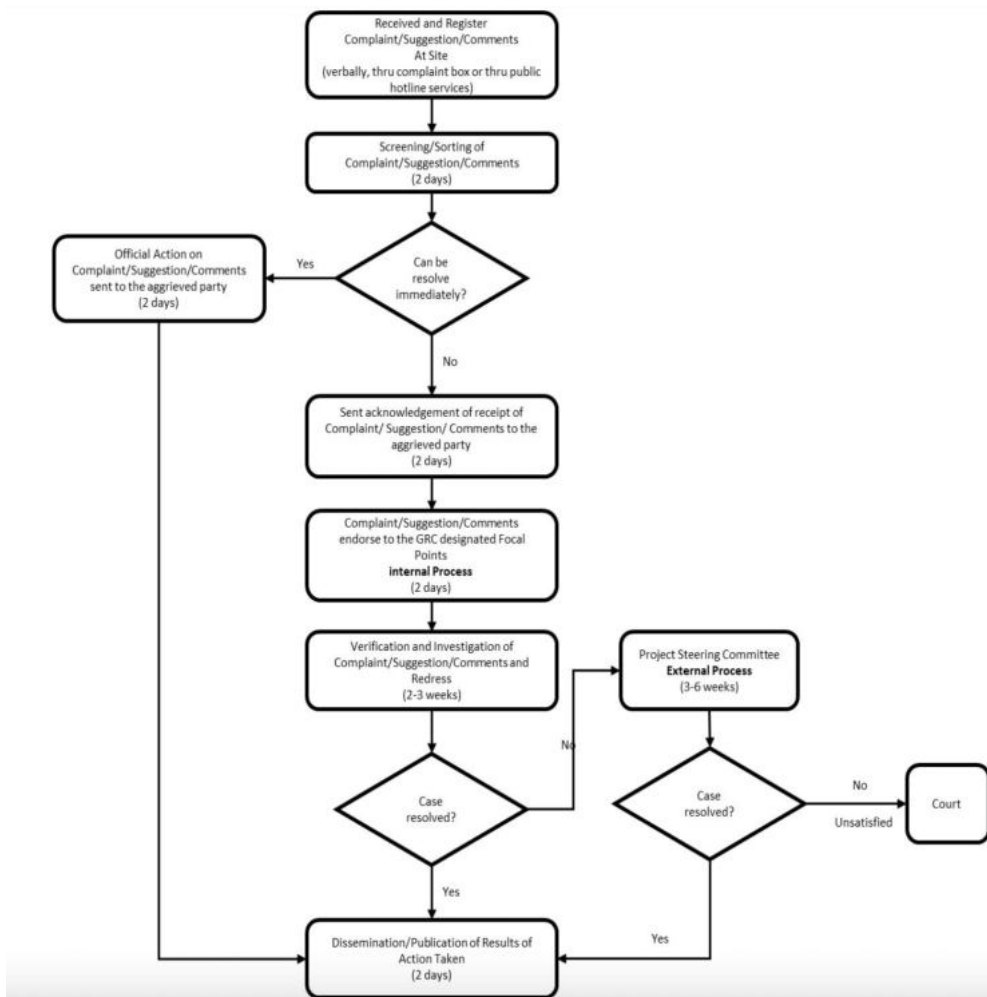 Received and Register
Complaint/Suggestion/Comments
At Site
(verbally, thru complaint box or thru public
hotline services)
Screening/Sorting of
Complaint/Suggestion/Comments
(2 days)
Official Action on
Complaint/Suggestion/Comments
sent to the aggrieved party
(2 days)
Yes
Can be
resolve
immediately?
No
Sent acknowledgement of receipt of
Complaint/ Suggestion/ Comments to the
aggrieved party
(2 days)
Complaint/Suggestion/Comments
endorse to the GRC designated Focal
Points
internal Process
(2 days)
Verification and Investigation of
Complaint/Suggestion/Comments and
Redress
(2-3 weeks)
Project Steering Committee
External Process
(3-6 weeks)
No
Case
resolved?
Case
resolved?
No
Unsatisfied
Court
Yes
Yes
Dissemination/Publication of Results of
Action Taken
(2 days)